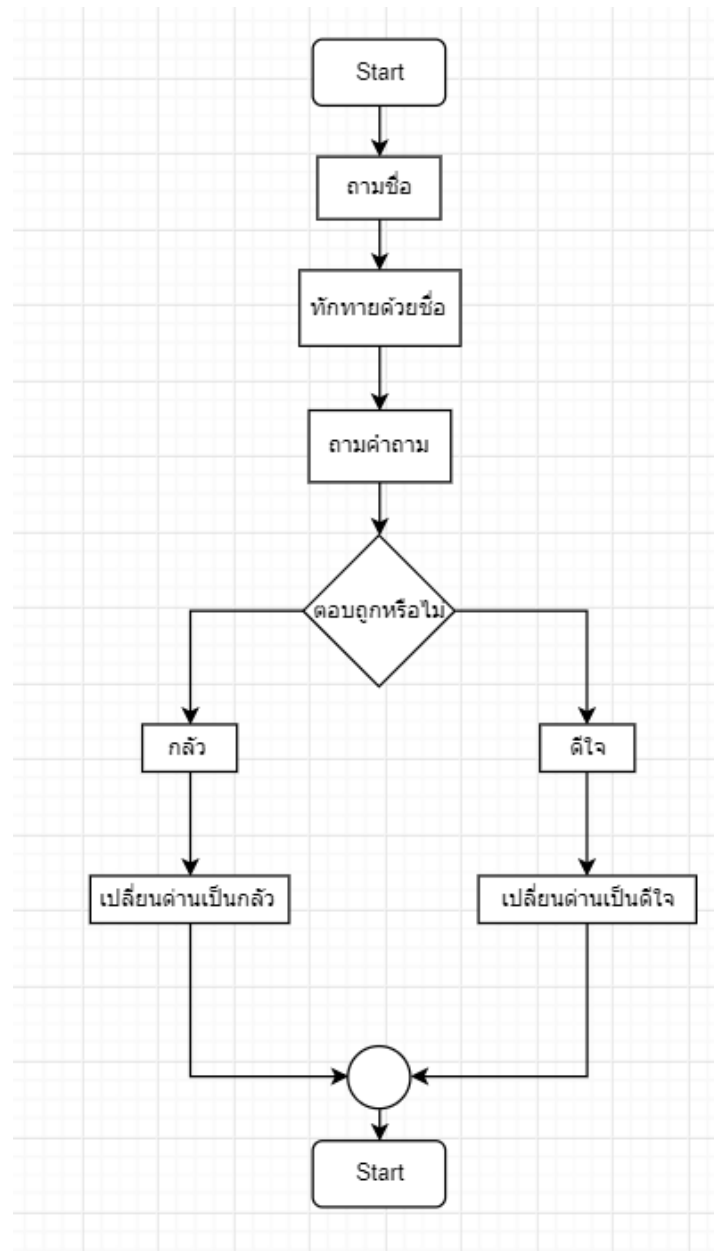 Start
ถามชื่อ
ทักทายด้วยชื่อ
ถามคำถาม
ตอบถูกหรือไม่
กลัว
ดีใจ
เปลี่ยนด่านเป็นกลัว
เปลี่ยนด่านเป็นดีใจ
Start